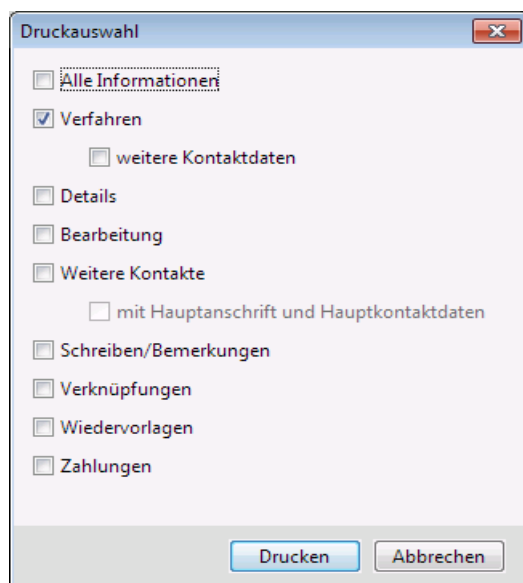 Druckauswahl
Alle Informationen
Verfahren
weitere Kontaktdaten
Details
Bearbeitung
Weitere Kontakte
mit Hauptanschrift und Hauptkontaktdaten
Schreiben/Bemerkungen
Verknüpfungen
Wiedervorlagen
Zahlungen
Drucken Abbrechen